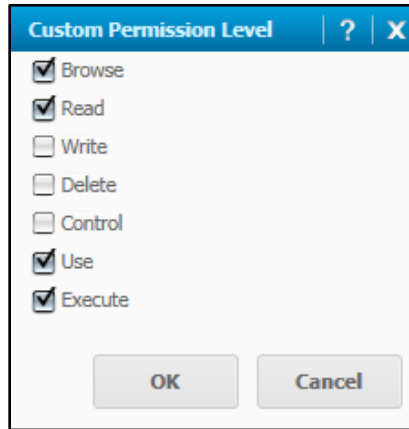 Custom Permission Level ? X
Browse
Read
Write
Delete
Control
Use
Execute
OK Cancel